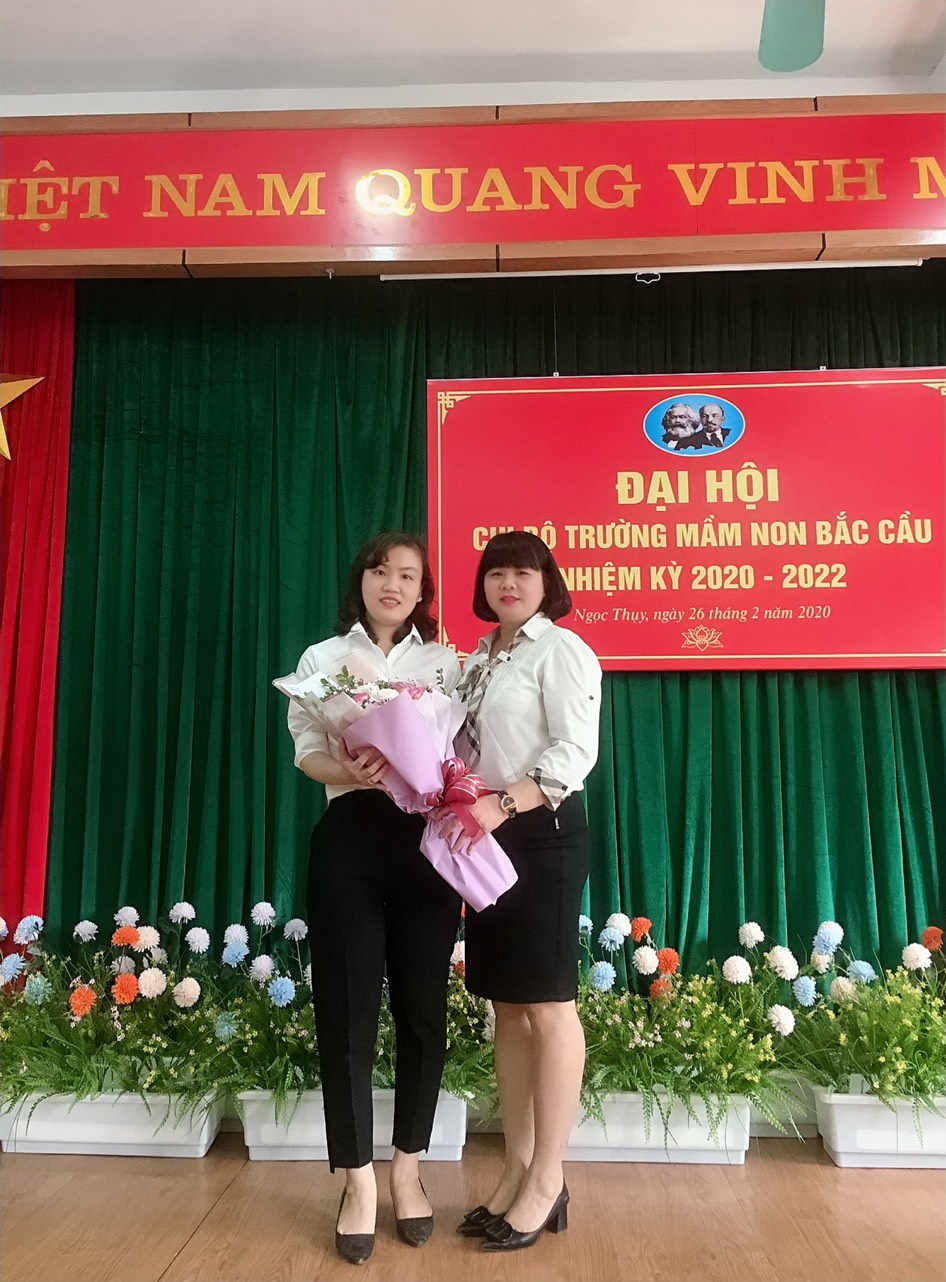 VIỆT NAM QUANG VINH M
ĐẠI HỘI
CHI BỘ TRƯỜNG MẦM NON BẮC CẦU
NHIỆM KỲ 2020 - 2022
Ngọc Thụy, ngày 26 tháng 2 năm 2020